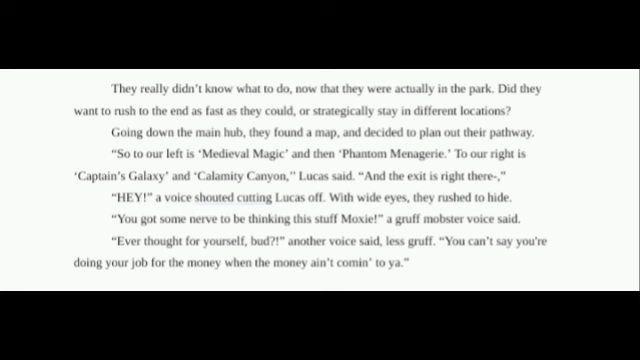 They really didn’t know what to do, now that they were actually in the park. Did they
want to rush to the end as fast as they could, or strategically stay in different locations?
Going down the main hub, they found a map, and decided to plan out their pathway.
“So to our left is ‘Medieval Magic’ and then ‘Phantom Menagerie.’ To our right is
‘Captain’s Galaxy’ and ‘Calamity Canyon,” Lucas said. “And the exit is right there-,”
“HEY!” a voice shouted cutting Lucas off. With wide eyes, they rushed to hide.
“You got some nerve to be thinking this stuff Moxie!” a gruff mobster voice said.
“Ever thought for yourself, bud?!” another voice said, less gruff. “You can’t say you're
doing your job for the money when the money ain’t comin’ to ya.”